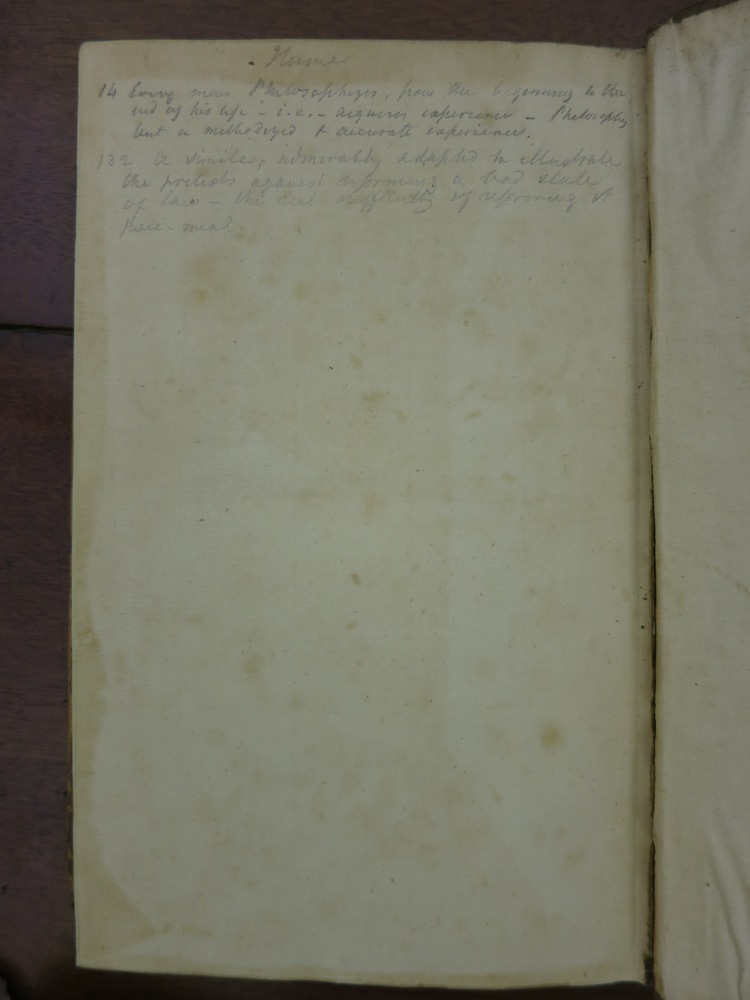 Hume
14 Every man Philosophizes, from the beginning to the
end of his life - i.e. - acquires experience - Philosophy
but a methodized & accurate experience.
132 A simile, admirably adapted to illustrate
the pretexts against reforming a bad state
of law - the real difficulty of reforming it
piece-meal.